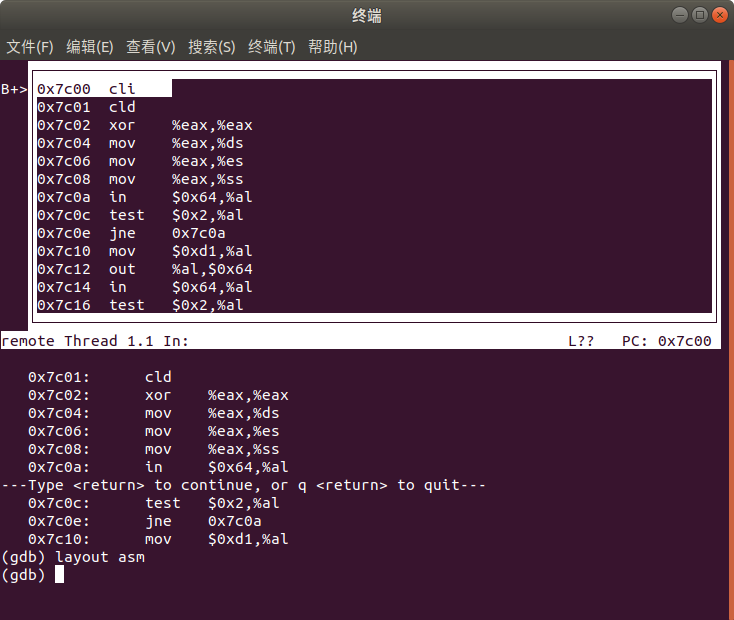 终端
文件(F) 编辑(E) 查看(V) 搜索(S) 终端(T) 帮助(H)
B+> 0x7c00 cli
0x7c01 cld
0x7c02 xor %eax,%eax
0x7c04 mov %eax,%ds
0x7c06 mov %eax,%es
0x7c08 mov %eax,%ss
0x7c0a in $0x64,%al
0x7c0c test $0x2,%al
0x7c0e jne 0x7c0a
0x7c10 mov $0xd1,%al
0x7c12 out %al,$0x64
0x7c14 in $0x64,%al
0x7c16 test $0x2,%al
remote Thread 1.1 In: L?? PC: 0x7c00
0x7c01: cld
0x7c02: xor %eax,%eax
0x7c04: mov %eax,%ds
0x7c06: mov %eax,%es
0x7c08: mov %eax,%ss
0x7c0a: in $0x64,%al
---Type <return> to continue, or q <return> to quit---
0x7c0c: test $0x2,%al
0x7c0e: jne 0x7c0a
0x7c10: mov $0xd1,%al
(gdb) layout asm
(gdb)